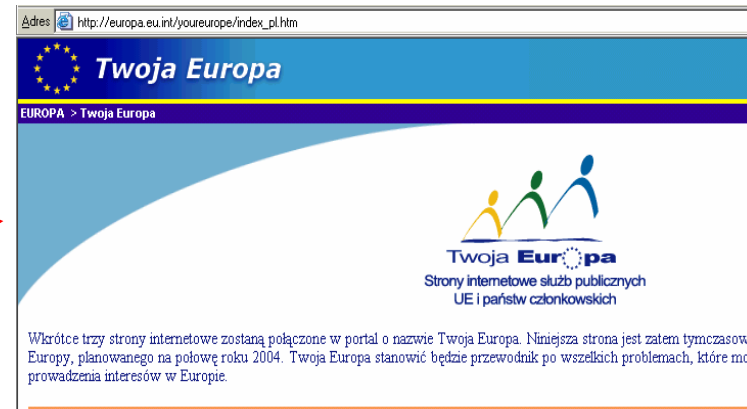 Adres http://europa.eu.int/youreurope/index_pl.htm
Twoja Europa
EUROPA > Twoja Europa
Twoja Europa
Strony internetowe służb publicznych
UE i państw członkowskich
Wkrótce trzy strony internetowe zostaną połączone w portal o nazwie Twoja Europa. Niniejsza strona jest zatem tymczasow
Europy, planowanego na połowę roku 2004. Twoja Europa stanowić będzie przewodnik po wszelkich problemach, które mo
prowadzenia interesów w Europie.